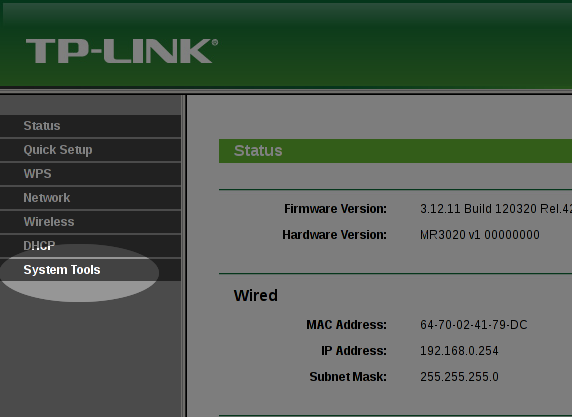 TP-LINK®
Status
Quick Setup
WPS
Network
Wireless
DHCP
System Tools
Status
Firmware Version: 3.12.11 Build 120320 Rel.42
Hardware Version: MR3020 v1 00000000
Wired
MAC Address: 64-70-02-41-79-DC
IP Address: 192.168.0.254
Subnet Mask: 255.255.255.0